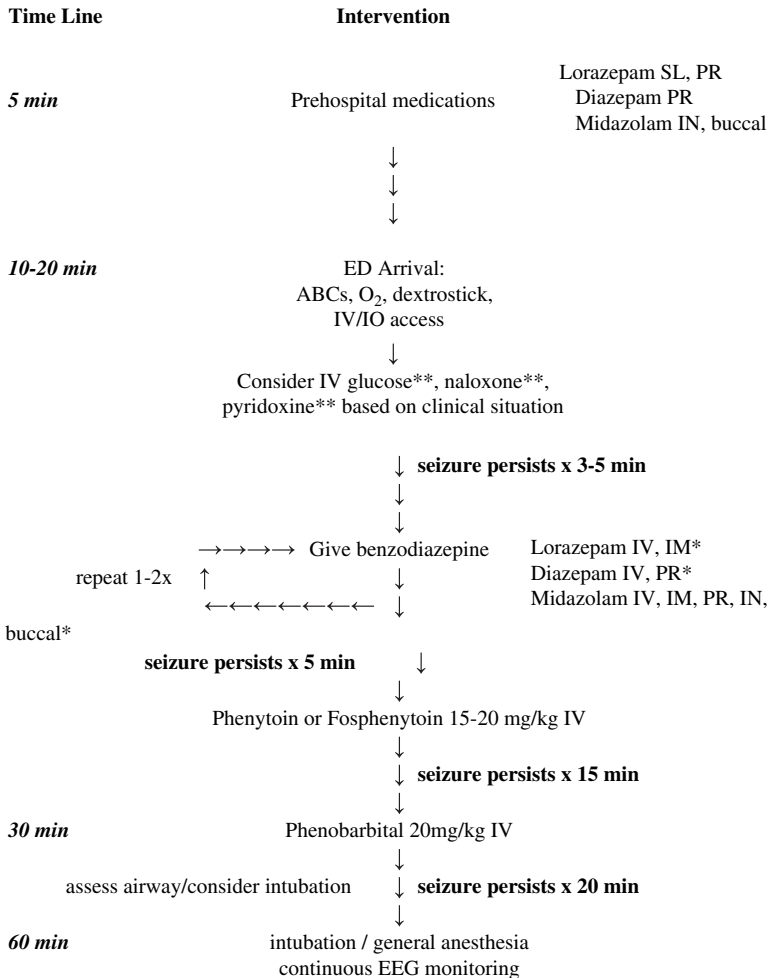 Time Line Intervention
Lorazepam SL, PR
5 min Prehospital medications Diazepam PR
Midazolam IN, buccal
↓
↓
↓
10-20 min ED Arrival:
ABCs, O₂, dextrostick,
IV/IO access
↓
Consider IV glucose**, naloxone**,
pyridoxine** based on clinical situation
↓ seizure persists x 3-5 min
↓
↓
→→→→ Give benzodiazepine Lorazepam IV, IM*
repeat 1-2x ↑ ↓ Diazepam IV, PR*
←←←←←←← ↓ Midazolam IV, IM, PR, IN,
buccal*
seizure persists x 5 min ↓
↓
Phenytoin or Fosphenytoin 15-20 mg/kg IV
↓
↓ seizure persists x 15 min
↓
30 min Phenobarbital 20mg/kg IV
↓
assess airway/consider intubation ↓ seizure persists x 20 min
↓
60 min intubation / general anesthesia
continuous EEG monitoring